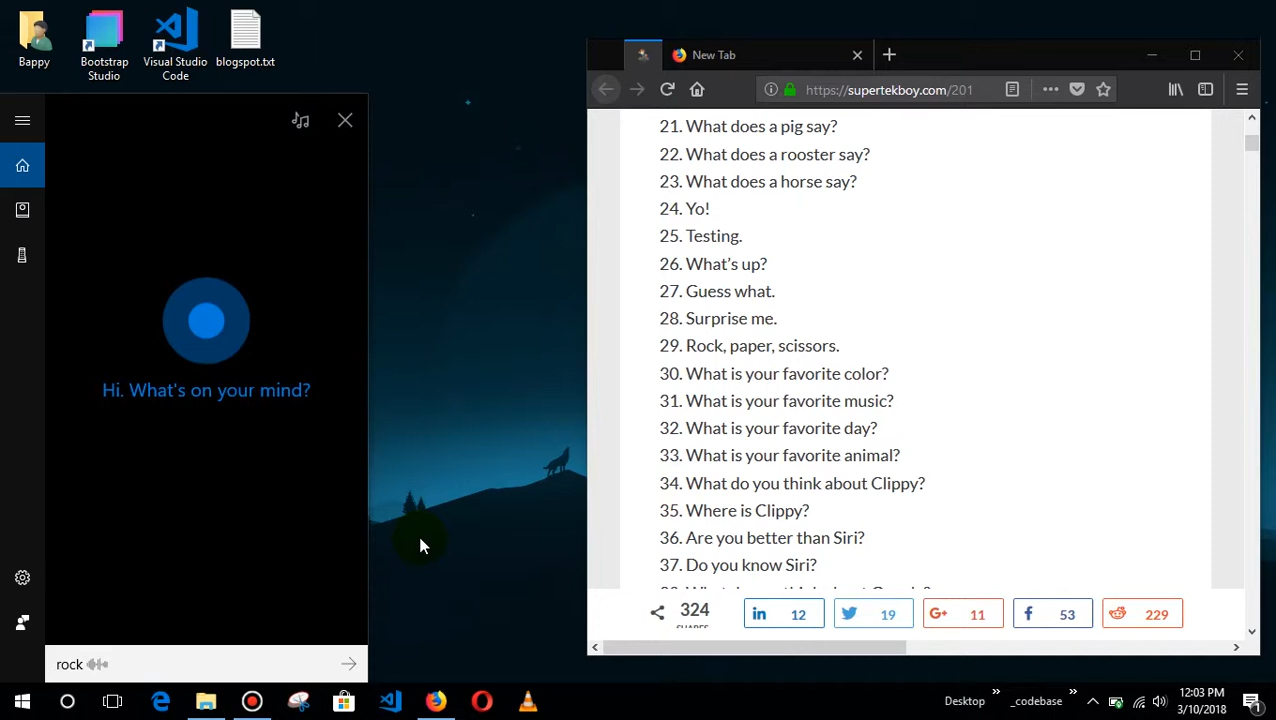 Bappy
Bootstrap
Studio
Visual Studio
Code
blogspot.txt
Hi. What's on your mind?
rock
New Tab
https://supertekboy.com/201
21. What does a pig say?
22. What does a rooster say?
23. What does a horse say?
24. Yo!
25. Testing.
26. What's up?
27. Guess what.
28. Surprise me.
29. Rock, paper, scissors.
30. What is your favorite color?
31. What is your favorite music?
32. What is your favorite day?
33. What is your favorite animal?
34. What do you think about Clippy?
35. Where is Clippy?
36. Are you better than Siri?
37. Do you know Siri?
324
SHARES
12
19
11
53
229
Desktop
_codebase
12:03 PM
3/10/2018
1